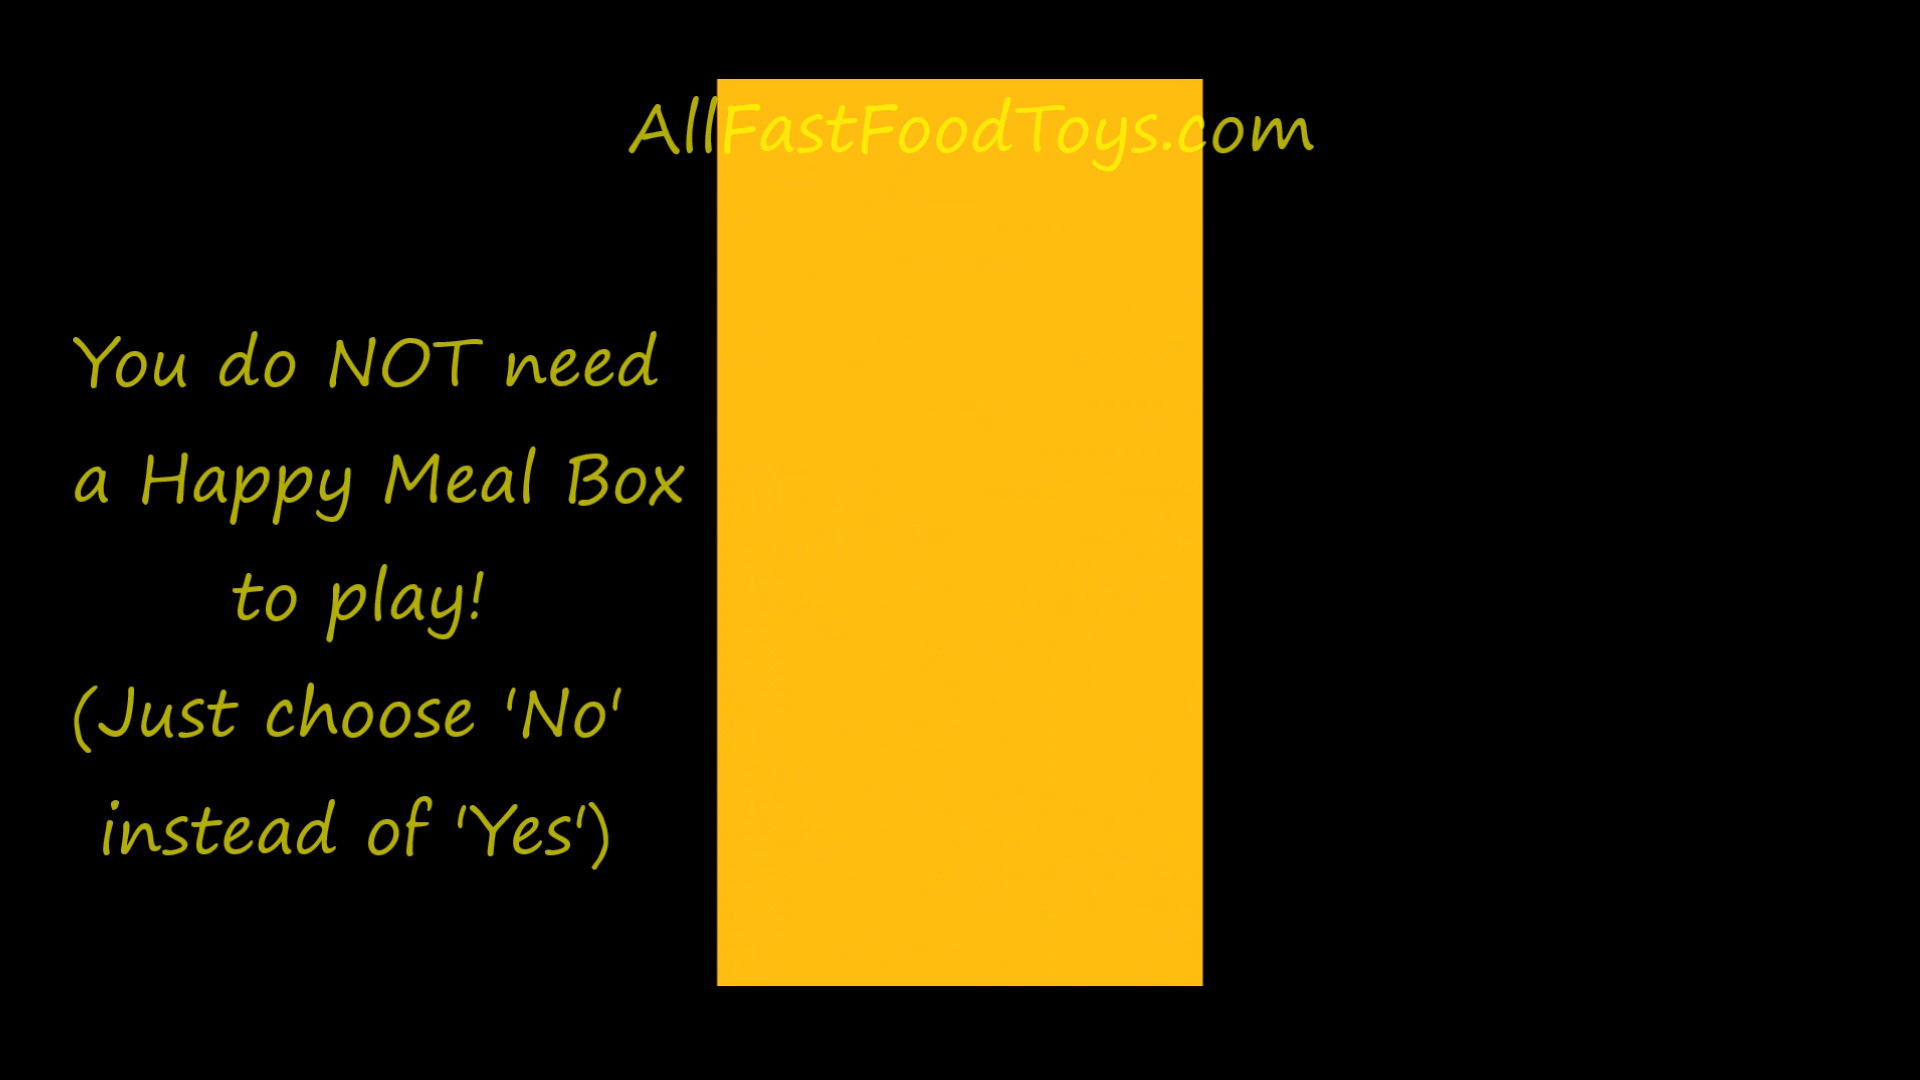 AllFastFoodToys.com
You do NOT need
a Happy Meal Box
to play!
(Just choose 'No'
instead of 'Yes')